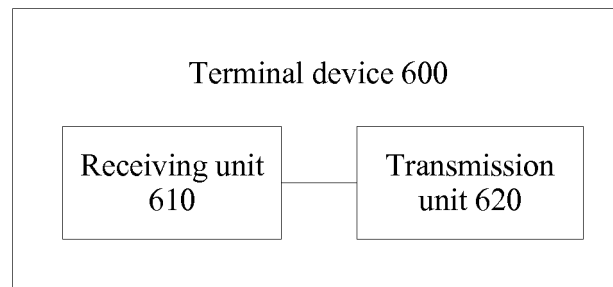 Terminal device 600
Receiving unit
610
Transmission
unit 620